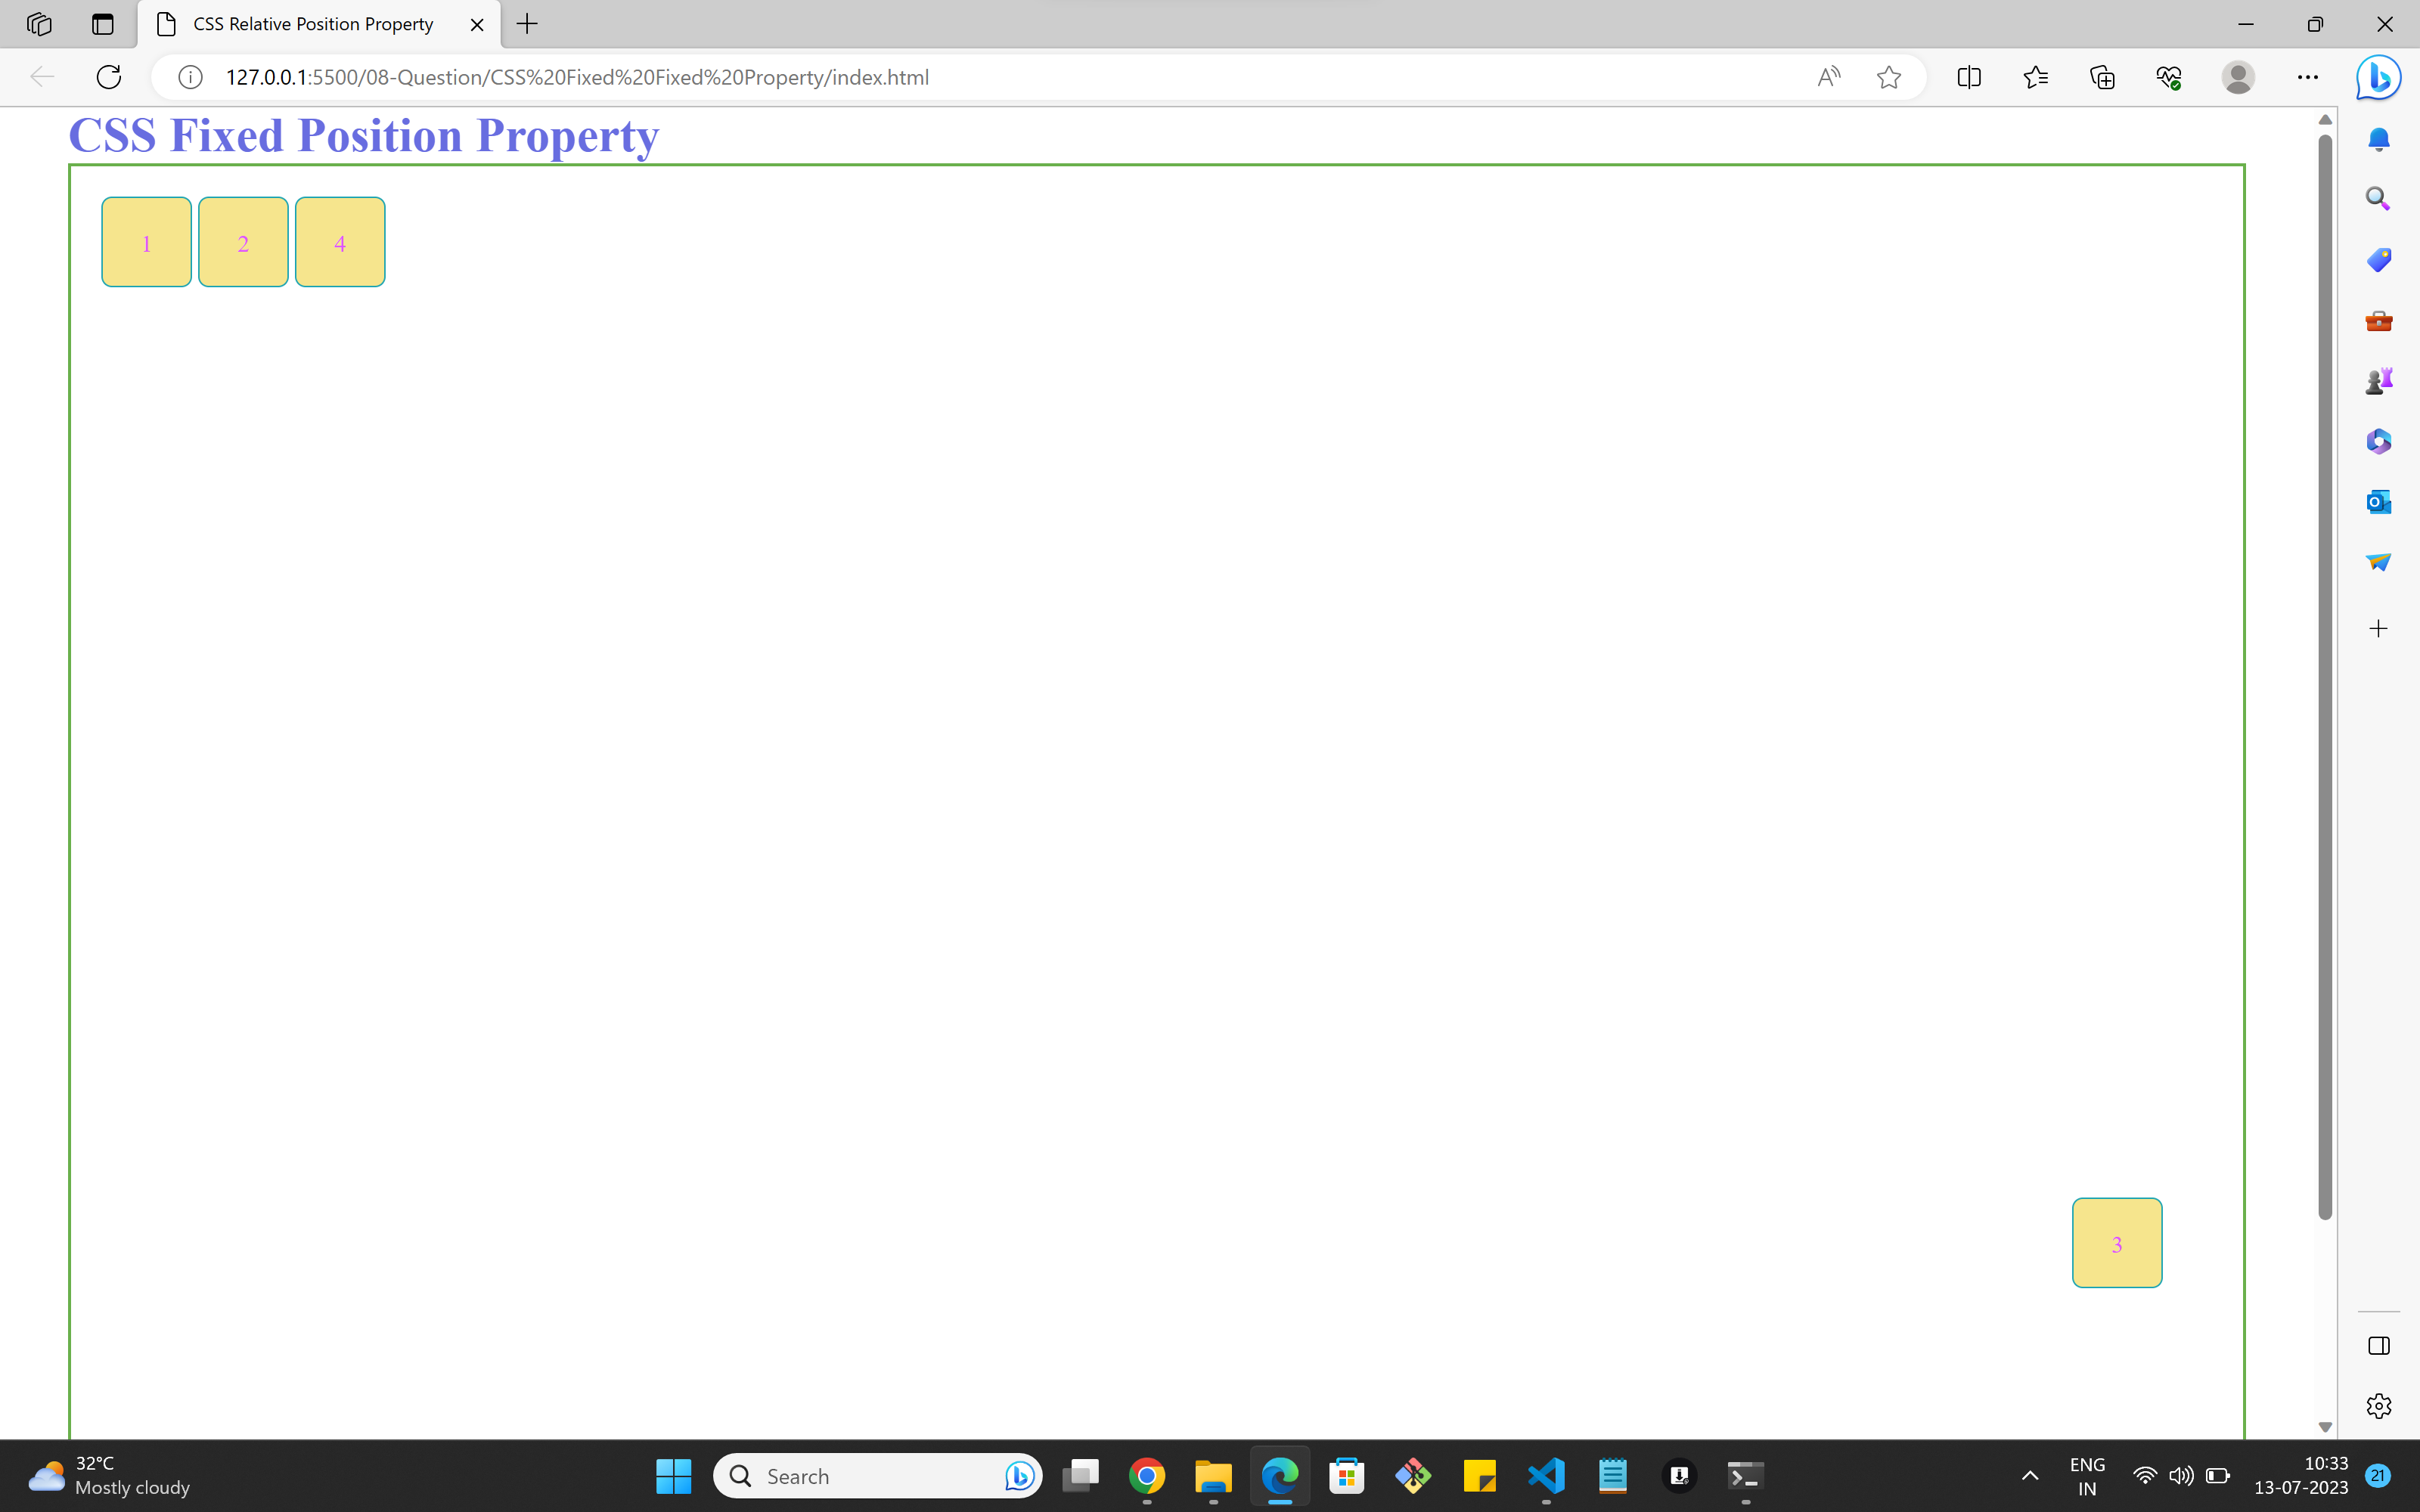 CSS Relative Position Property
127.0.0.1:5500/08-Question/CSS%20Fixed%20Fixed%20Property/index.html
CSS Fixed Position Property
1 2 4
3
32°C
Mostly cloudy
Search
ENG
IN
10:33
13-07-2023
21